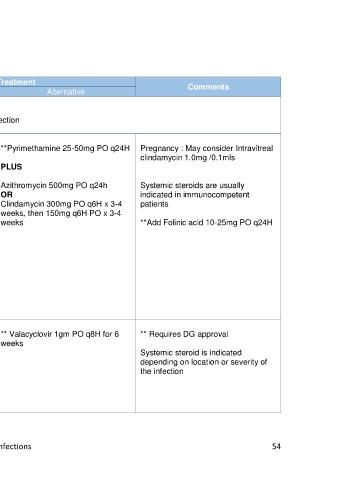 Treatment
Alternative
Comments
ection
**Pyrimethamine 25-50mg PO q24H
PLUS
Azithromycin 500mg PO q24h
OR
Clindamycin 300mg PO q6H x 3-4
weeks, then 150mg q6H PO x 3-4
weeks
Pregnancy : May consider Intravitreal
clindamycin 1.0mg /0.1mls
Systemic steroids are usually
indicated in immunocompetent
patients
**Add Folinic acid 10-25mg PO q24H
** Valacyclovir 1gm PO q8H for 6
weeks
** Requires DG approval
Systemic steroid is indicated
depending on location or severity of
the infection
nfections
54